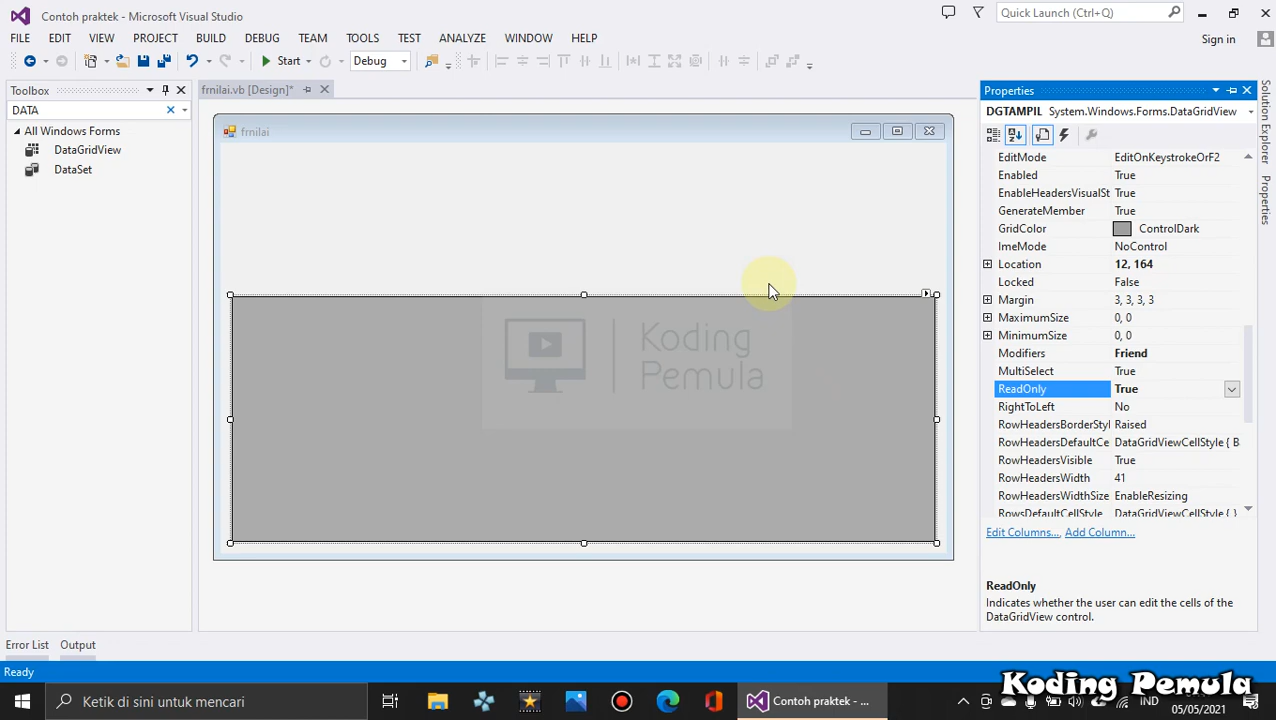 Contoh praktek - Microsoft Visual Studio
Quick Launch (Ctrl+Q)
FILE EDIT VIEW PROJECT BUILD DEBUG TEAM TOOLS TEST ANALYZE WINDOW HELP
Sign in
Start Debug
Toolbox
DATA
All Windows Forms
DataGridView
DataSet
frnilai.vb [Design]*
frnilai
Koding
Pemula
Properties
DGTAMPIL System.Windows.Forms.DataGridView
EditMode EditOnKeystrokeOrF2
Enabled True
EnableHeadersVisualSt True
GenerateMember True
GridColor ControlDark
ImeMode NoControl
Location 12, 164
Locked False
Margin 3, 3, 3, 3
MaximumSize 0, 0
MinimumSize 0, 0
Modifiers Friend
MultiSelect True
ReadOnly True
RightToLeft No
RowHeadersBorderStyl Raised
RowHeadersDefaultCe DataGridViewCellStyle { B
RowHeadersVisible True
RowHeadersWidth 41
RowHeadersWidthSize EnableResizing
RowsDefaultCellStyle DataGridViewCellStyle { }
Edit Columns..., Add Column...
ReadOnly
Indicates whether the user can edit the cells of the
DataGridView control.
Solution Explorer
Properties
Error List Output
Ready
Ketik di sini untuk mencari
Contoh praktek - ...
IND
05/05/2021
Koding Pemula